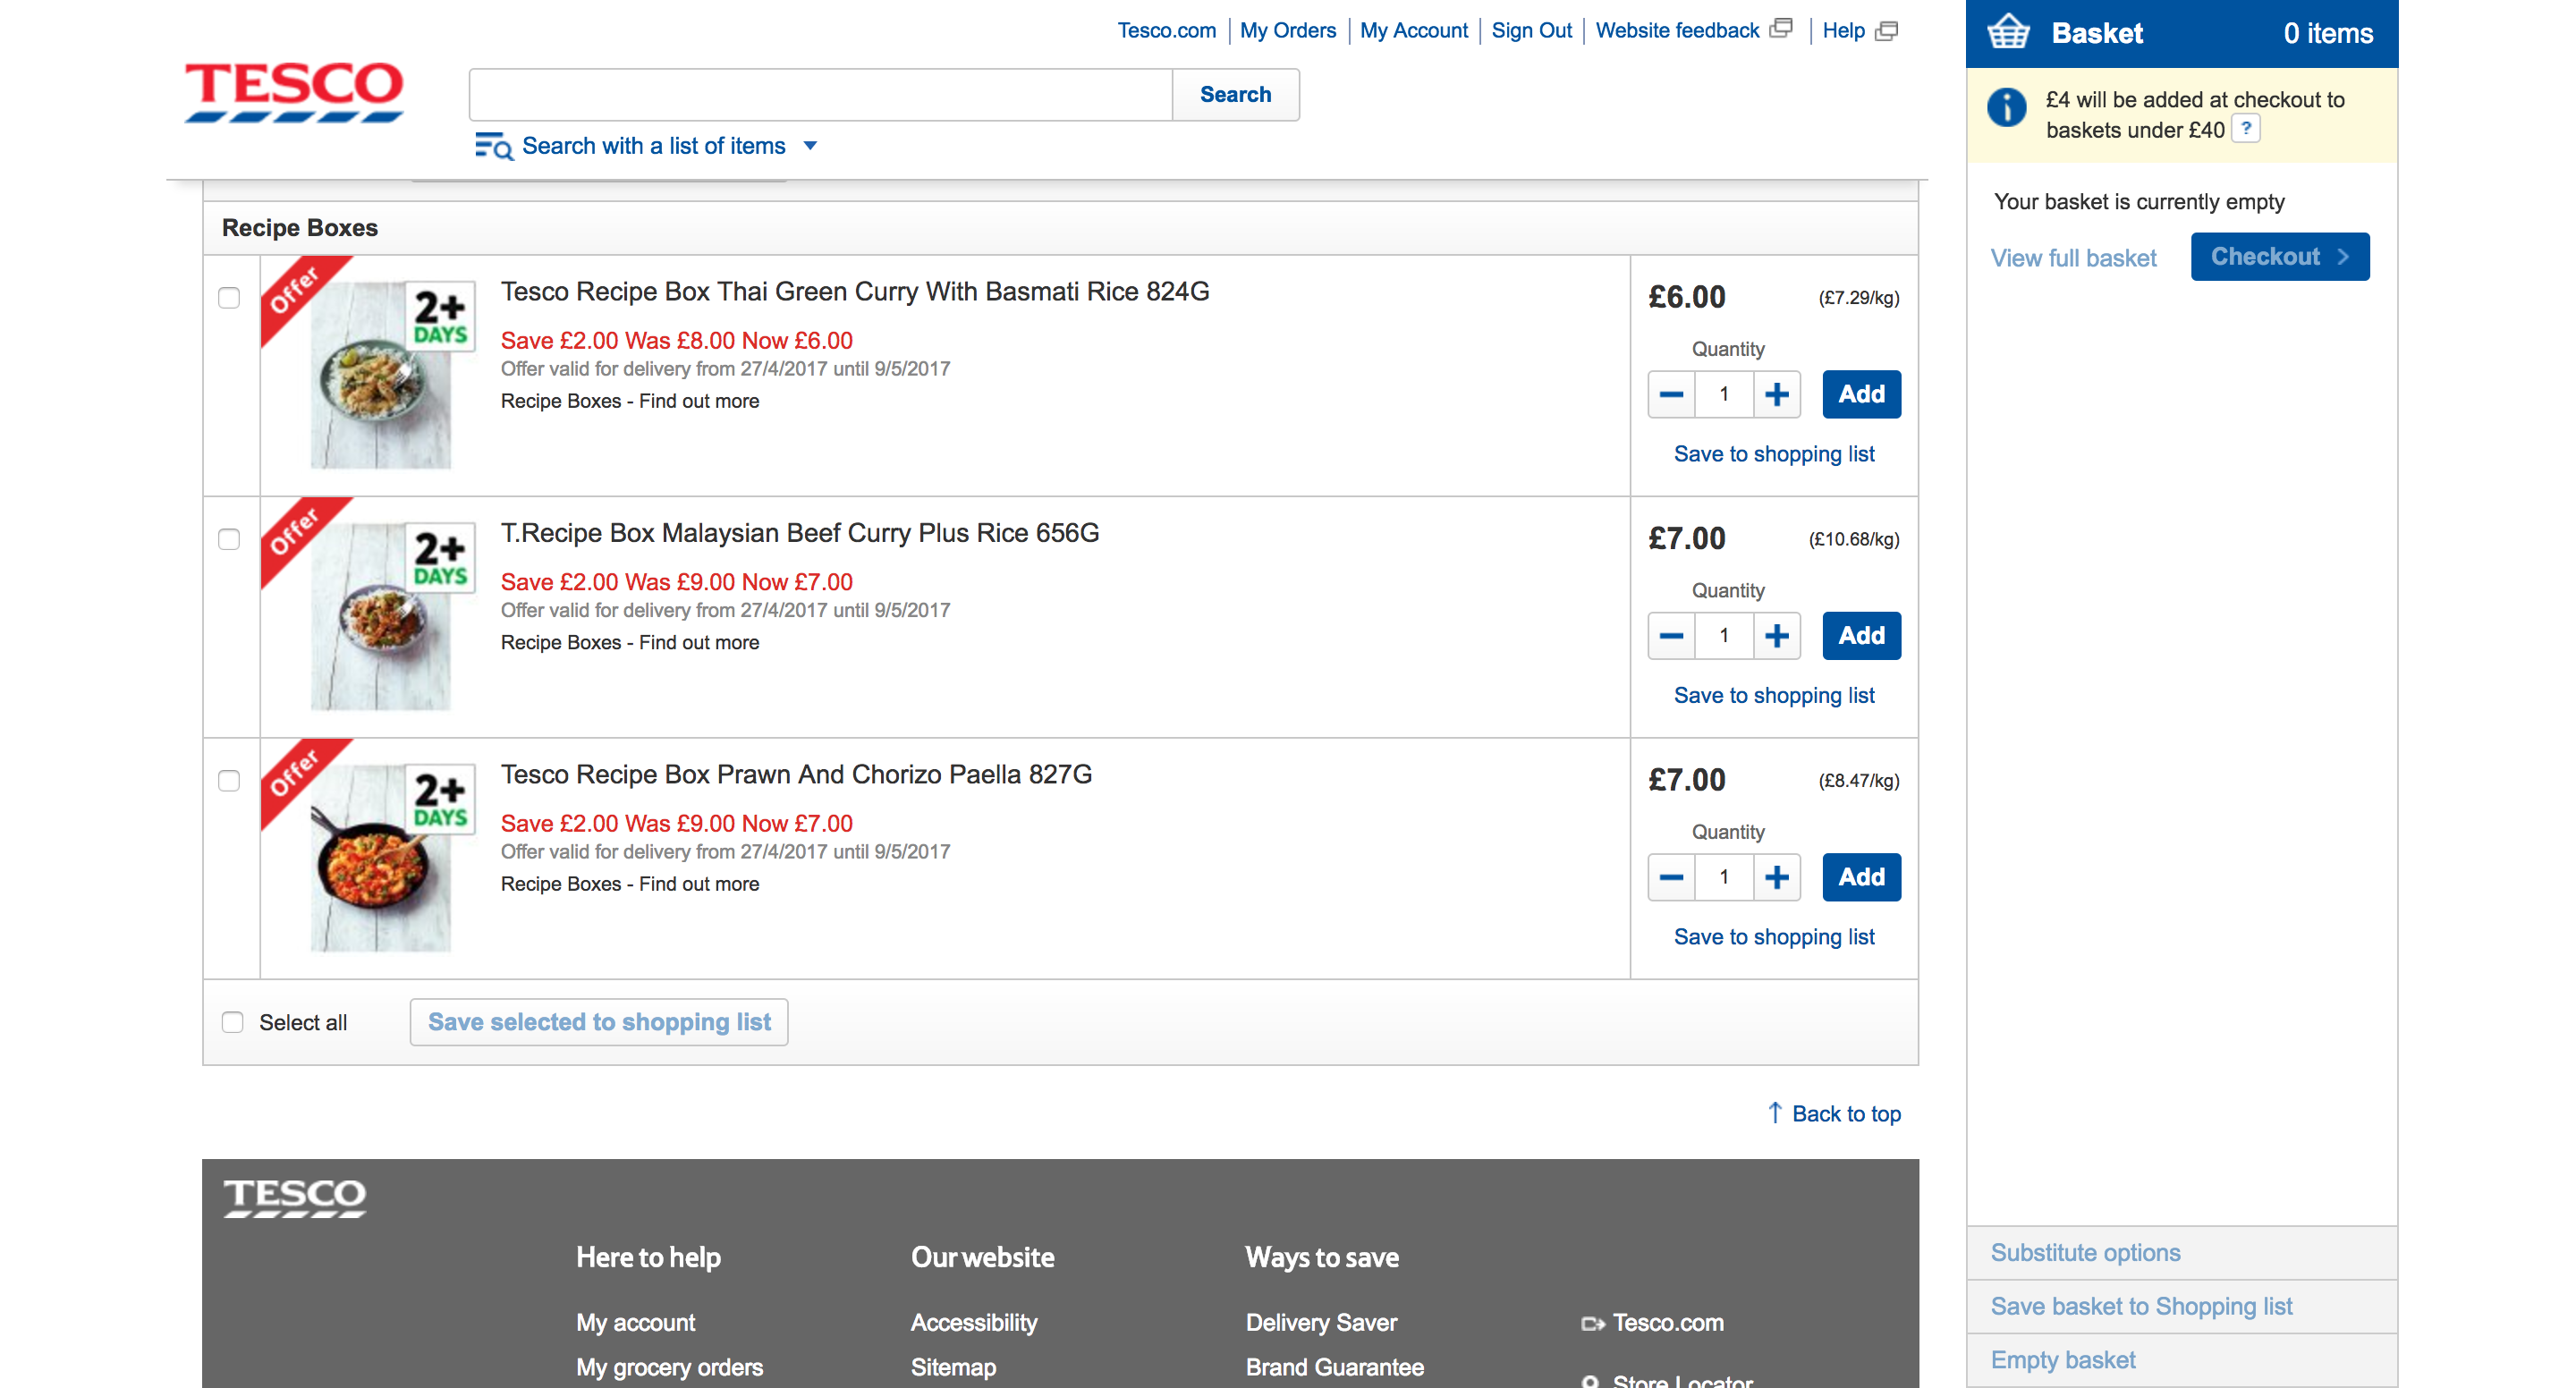 Tesco.com
My Orders
My Account
Sign Out
Website feedback
Help
TESCO
Search
Search with a list of items
Basket
0 items
£4 will be added at checkout to
baskets under £40 ?
Your basket is currently empty
View full basket
Checkout
Recipe Boxes
Offer
2+
DAYS
Tesco Recipe Box Thai Green Curry With Basmati Rice 824G
Save £2.00 Was £8.00 Now £6.00
Offer valid for delivery from 27/4/2017 until 9/5/2017
Recipe Boxes - Find out more
£6.00
(£7.29/kg)
Quantity
1
Add
Save to shopping list
Offer
2+
DAYS
T.Recipe Box Malaysian Beef Curry Plus Rice 656G
Save £2.00 Was £9.00 Now £7.00
Offer valid for delivery from 27/4/2017 until 9/5/2017
Recipe Boxes - Find out more
£7.00
(£10.68/kg)
Quantity
1
Add
Save to shopping list
Offer
2+
DAYS
Tesco Recipe Box Prawn And Chorizo Paella 827G
Save £2.00 Was £9.00 Now £7.00
Offer valid for delivery from 27/4/2017 until 9/5/2017
Recipe Boxes - Find out more
£7.00
(£8.47/kg)
Quantity
1
Add
Save to shopping list
Select all
Save selected to shopping list
Back to top
TESCO
Here to help
My account
My grocery orders
Our website
Accessibility
Sitemap
Ways to save
Delivery Saver
Brand Guarantee
Tesco.com
Store Locator
Substitute options
Save basket to Shopping list
Empty basket